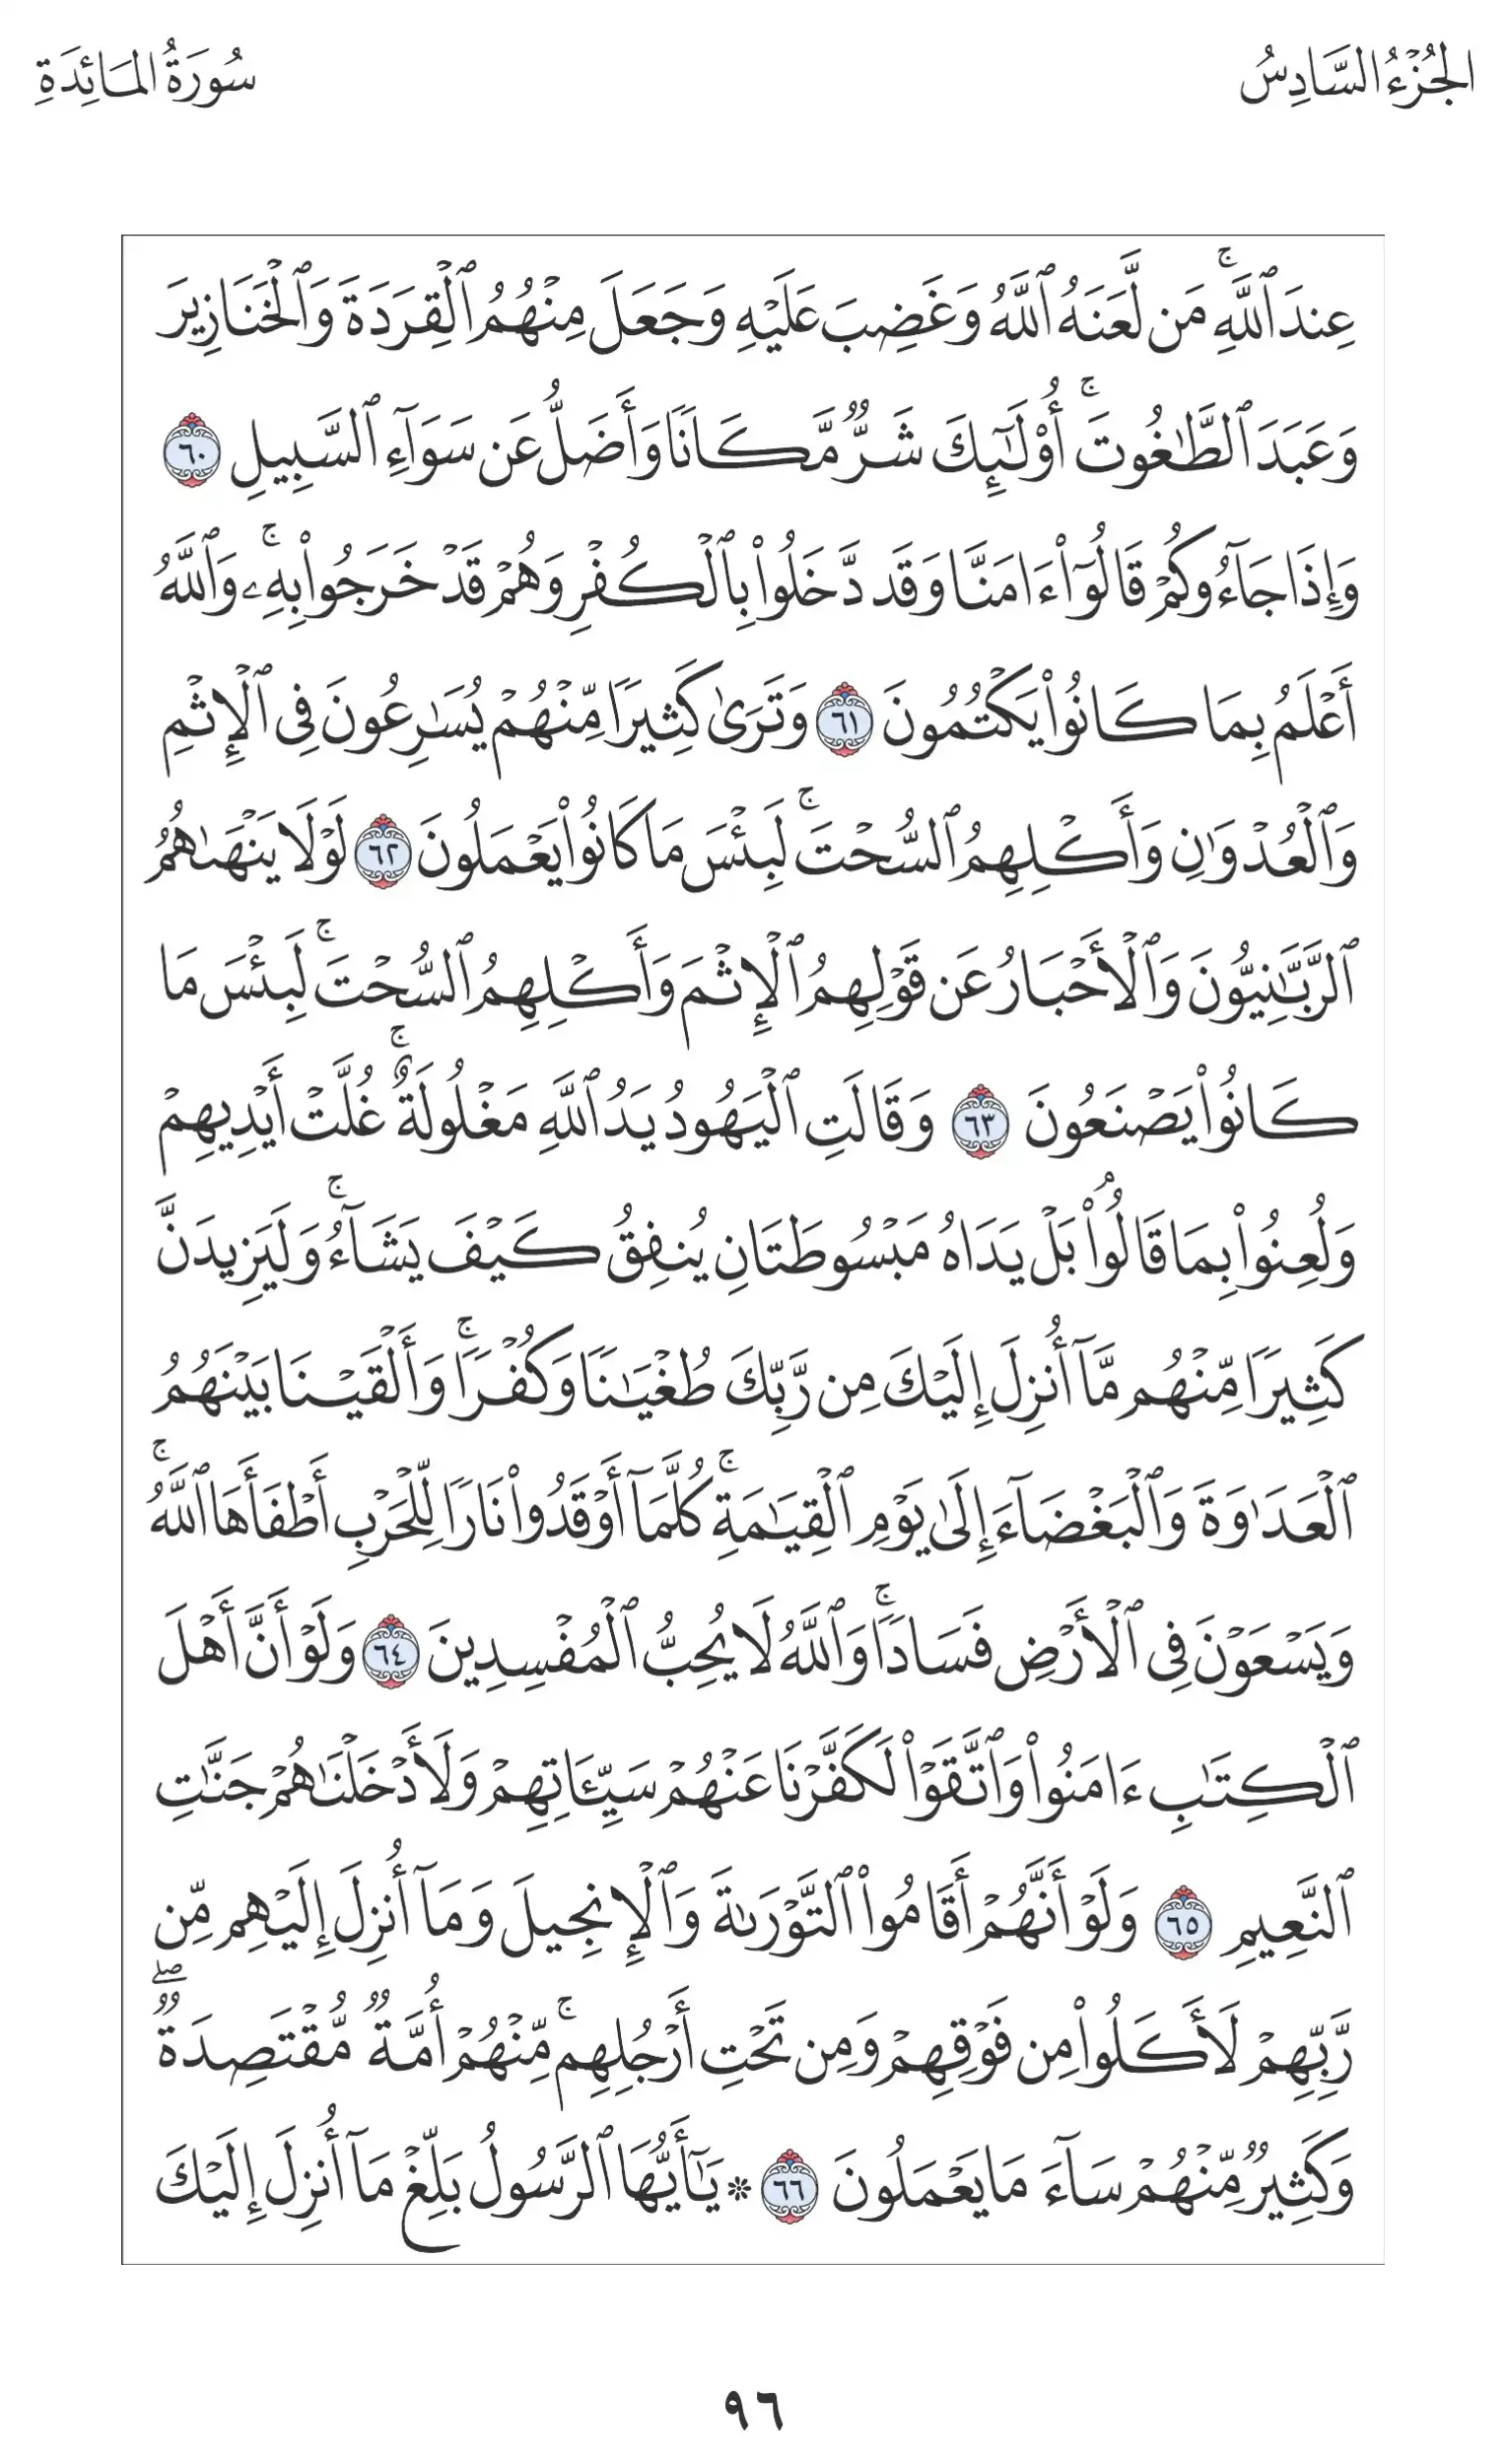 الجُزْءُ السَّادِسُ
سُورَةُ المَائِدَةِ
عِندَ ٱللَّهِۚ مَن لَّعَنَهُ ٱللَّهُ وَغَضِبَ عَلَيْهِ وَجَعَلَ مِنْهُمُ ٱلْقِرَدَةَ وَٱلْخَنَازِيرَ
وَعَبَدَ ٱلطَّٰغُوتَۚ أُوْلَٰٓئِكَ شَرٌّ مَّكَانًا وَأَضَلُّ عَن سَوَآءِ ٱلسَّبِيلِ ٦٠
وَإِذَا جَآءُوكُمْ قَالُوٓاْ ءَامَنَّا وَقَد دَّخَلُواْ بِٱلْكُفْرِ وَهُمْ قَدْ خَرَجُواْ بِهِۦۚ وَٱللَّهُ
أَعْلَمُ بِمَا كَانُواْ يَكْتُمُونَ ٦١ وَتَرَىٰ كَثِيرًا مِّنْهُمْ يُسَٰرِعُونَ فِى ٱلْإِثْمِ
وَٱلْعُدْوَٰنِ وَأَكْلِهِمُ ٱلسُّحْتَۚ لَبِئْسَ مَا كَانُواْ يَعْمَلُونَ ٦٢ لَوْلَا يَنْهَىٰهُمُ
ٱلرَّبَّٰنِيُّونَ وَٱلْأَحْبَارُ عَن قَوْلِهِمُ ٱلْإِثْمَ وَأَكْلِهِمُ ٱلسُّحْتَۚ لَبِئْسَ مَا
كَانُواْ يَصْنَعُونَ ٦٣ وَقَالَتِ ٱلْيَهُودُ يَدُ ٱللَّهِ مَغْلُولَةٌۚ غُلَّتْ أَيْدِيهِمْ
وَلُعِنُواْ بِمَا قَالُواْۘ بَلْ يَدَاهُ مَبْسُوطَتَانِ يُنفِقُ كَيْفَ يَشَآءُۚ وَلَيَزِيدَنَّ
كَثِيرًا مِّنْهُم مَّآ أُنزِلَ إِلَيْكَ مِن رَّبِّكَ طُغْيَٰنًا وَكُفْرًاۚ وَأَلْقَيْنَا بَيْنَهُمُ
ٱلْعَدَٰوَةَ وَٱلْبَغْضَآءَ إِلَىٰ يَوْمِ ٱلْقِيَٰمَةِۚ كُلَّمَآ أَوْقَدُواْ نَارًا لِّلْحَرْبِ أَطْفَأَهَا ٱللَّهُۚ
وَيَسْعَوْنَ فِى ٱلْأَرْضِ فَسَادًاۚ وَٱللَّهُ لَا يُحِبُّ ٱلْمُفْسِدِينَ ٦٤ وَلَوْ أَنَّ أَهْلَ
ٱلْكِتَٰبِ ءَامَنُواْ وَٱتَّقَوْاْ لَكَفَّرْنَا عَنْهُمْ سَيِّـَٔاتِهِمْ وَلَأَدْخَلْنَٰهُمْ جَنَّٰتِ
ٱلنَّعِيمِ ٦٥ وَلَوْ أَنَّهُمْ أَقَامُواْ ٱلتَّوْرَىٰةَ وَٱلْإِنجِيلَ وَمَآ أُنزِلَ إِلَيْهِم مِّن
رَّبِّهِمْ لَأَكَلُواْ مِن فَوْقِهِمْ وَمِن تَحْتِ أَرْجُلِهِمۚ مِّنْهُمْ أُمَّةٌ مُّقْتَصِدَةٌۖ
وَكَثِيرٌ مِّنْهُمْ سَآءَ مَا يَعْمَلُونَ ٦٦ ۞ يَٰٓأَيُّهَا ٱلرَّسُولُ بَلِّغْ مَآ أُنزِلَ إِلَيْكَ
٩٦